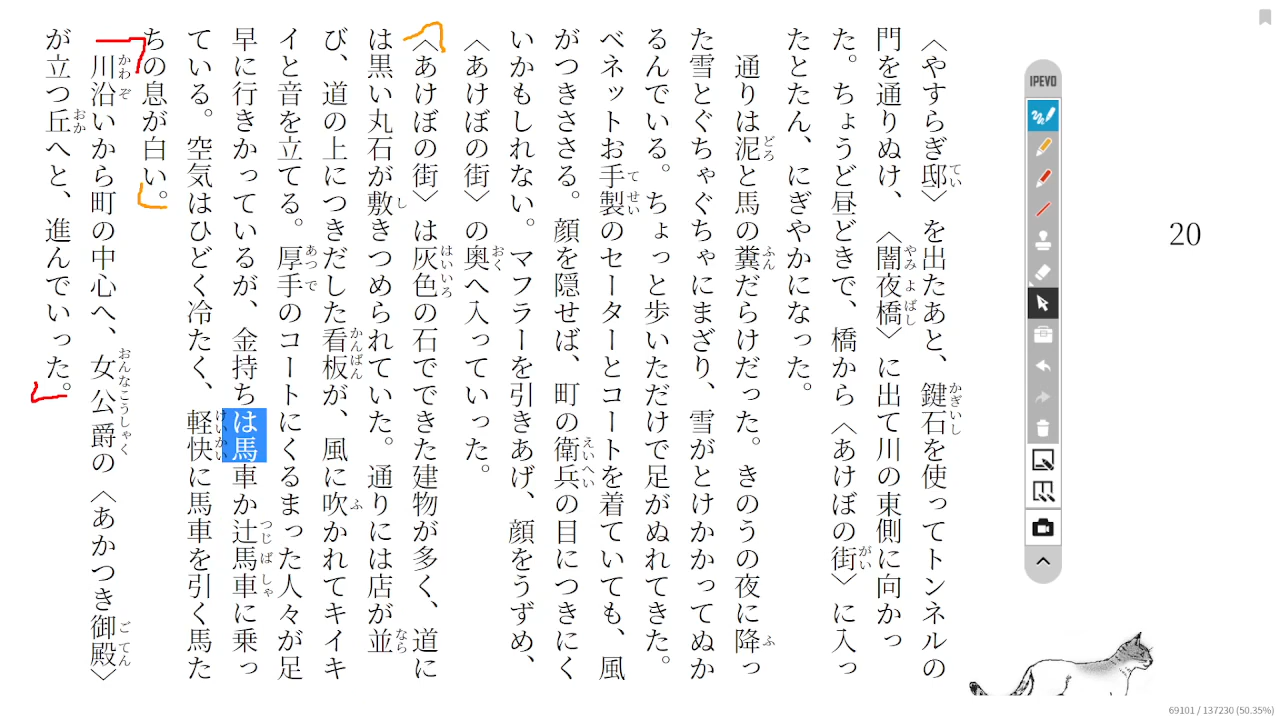 20
〈やすらぎ邸〉を出たあと、鍵石を使ってトンネルの
門を通りぬけ、〈闇夜橋〉に出て川の東側に向かっ
た。ちょうど昼どきで、橋から〈あけぼの街〉に入っ
たとたん、にぎやかになった。
通りは泥と馬の糞だらけだった。きのうの夜に降っ
た雪とぐちゃぐちゃにまざり、雪がとけかかってぬか
るんでいる。ちょっと歩いただけで足がぬれてきた。
ベネットお手製のセーターとコートを着ていても、風
がつきささる。顔を隠せば、町の衛兵の目につきにく
いかもしれない。マフラーを引きあげ、顔をうずめ、
〈あけぼの街〉の奥へ入っていった。
〈あけぼの街〉は灰色の石でできた建物が多く、道に
は黒い丸石が敷きつめられていた。通りには店が並
び、道の上につきだした看板が、風に吹かれてキイキ
イと音を立てる。厚手のコートにくるまった人々が足
早に行きかっているが、金持ちは馬車か辻馬車に乗っ
ている。空気はひどく冷たく、軽快に馬車を引く馬た
ちの息が白い。
川沿いから町の中心へ、女公爵の〈あかつき御殿〉
が立つ丘へと、進んでいった。
IPEVO
69101 / 137230 (50.35%)